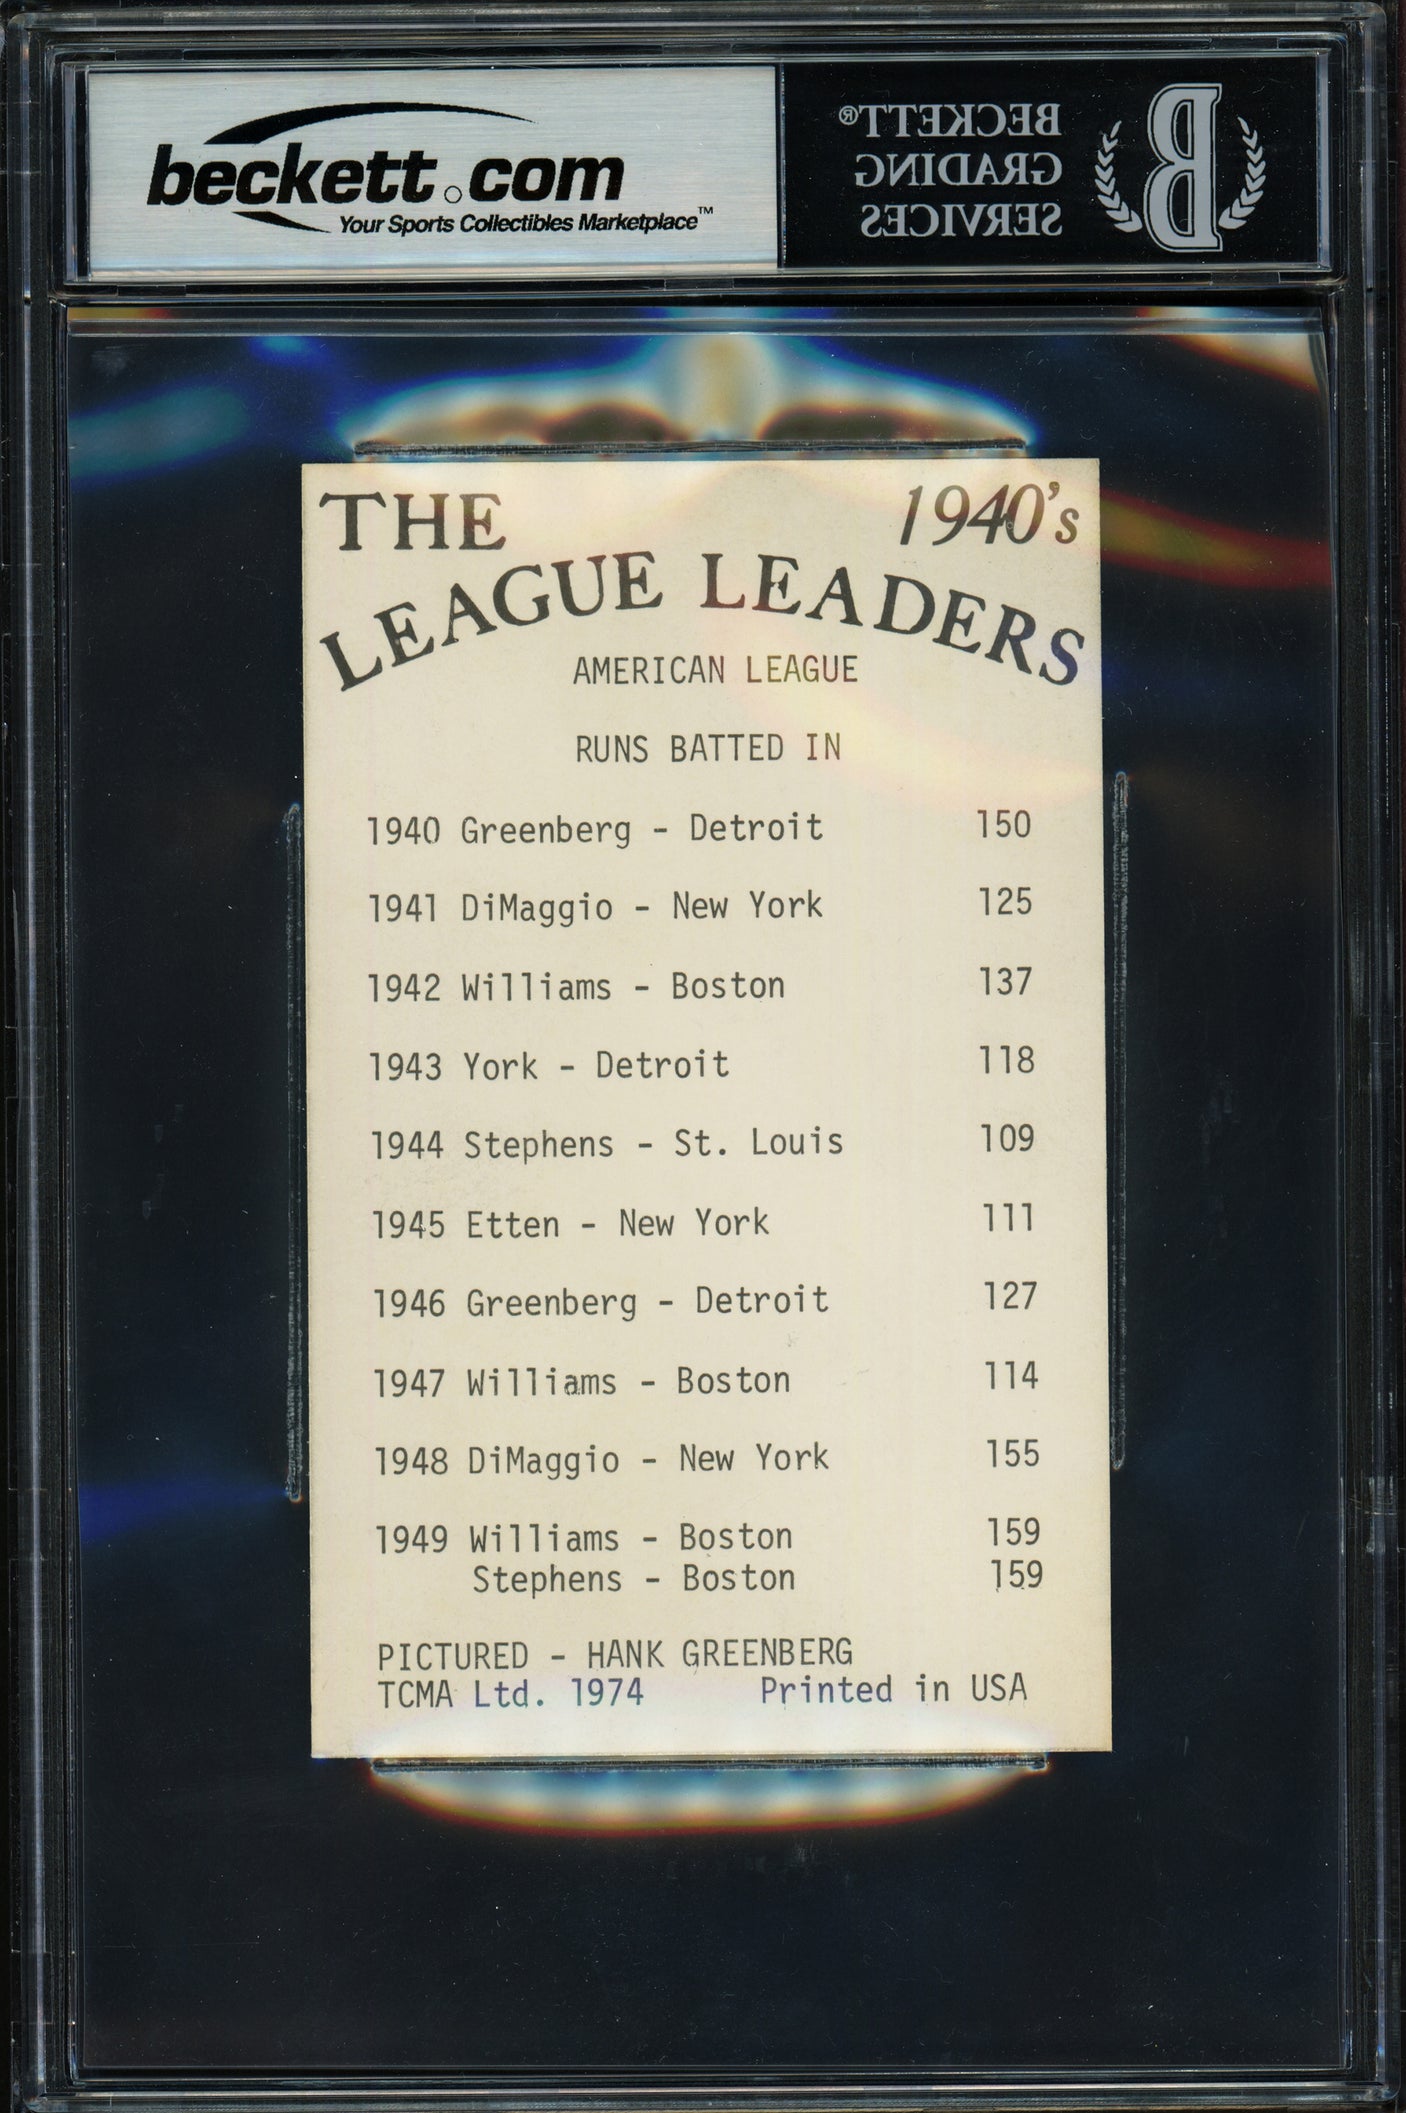 beckett.com
Your Sports Collectibles Marketplace™
BECKETT®
GRADING
SERVICES
B
THE 1940's
LEAGUE LEADERS
AMERICAN LEAGUE
RUNS BATTED IN
1940 Greenberg - Detroit 150
1941 DiMaggio - New York 125
1942 Williams - Boston 137
1943 York - Detroit 118
1944 Stephens - St. Louis 109
1945 Etten - New York 111
1946 Greenberg - Detroit 127
1947 Williams - Boston 114
1948 DiMaggio - New York 155
1949 Williams - Boston 159
Stephens - Boston 159
PICTURED - HANK GREENBERG
TCMA Ltd. 1974 Printed in USA